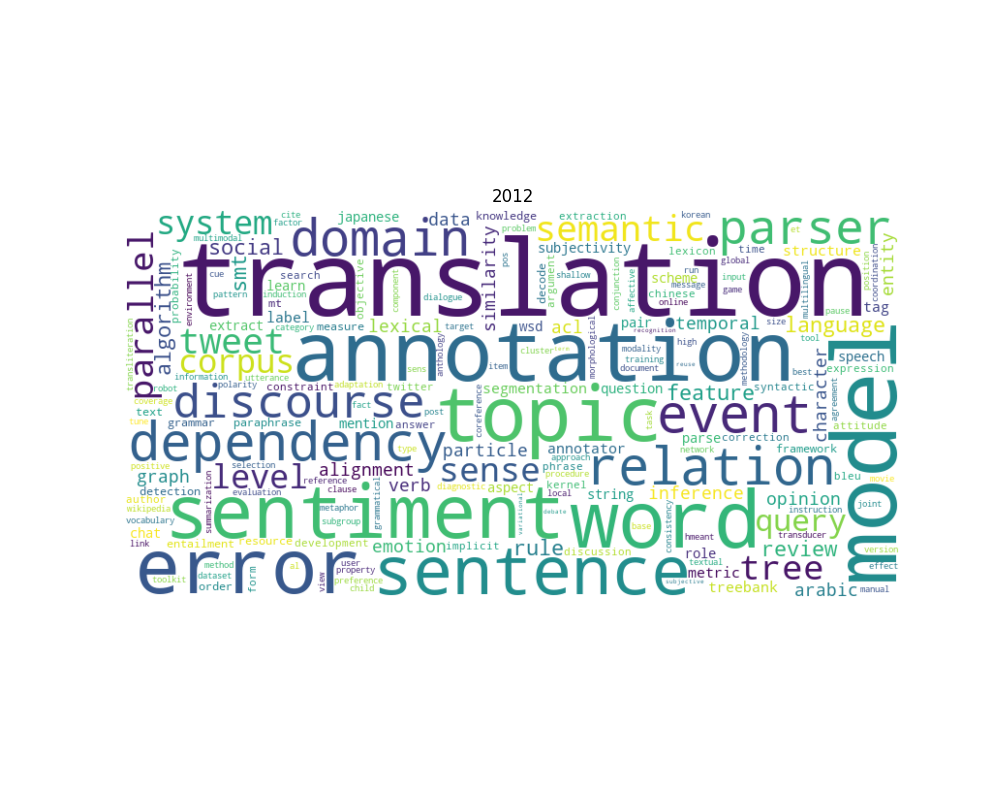 2012
system cite factor japanese data knowledge extraction korean parser et
multimodal social domain problem semantic
parallel algorithm probability cue smt search similarity pos subjectivity lexicon time structure entity
translation
environment pattern learn induction mt objective component dialogue decode shallow argument conjunction affective scheme chinese run message online global input game multilingual position coordination tag
label category measure lexical target wsd acl pair temporal size language pause
transliteration extract anthology recognition tool
tweet annotation model
corpus sens item cluster morphological modality training document high reuse methodology best character speech expression
information utterance
robot polarity constraint adaptation twitter segmentation question feature syntactic agreement
coverage discourse fact post coreference topic task event
text grammar paraphrase mention answer attitude
tune dependency particle annotator parse correction framework
type sense approach phrase relation network bleu
positive selection level alignment reference procedure
graph detection summarization evaluation clause verb diagnostic aspect kernel local string inference opinion joint movie
author wikipedia metaphor grammatical instruction
vocabulary subgroup sentiment variational debate word base consistency query
chat link entailment resource development emotion implicit rule discussion hmeant role transducer review version
error method al user textual
toolkit dataset form view property preference sentence subjective metric tree effect
order child treebank arabic manual